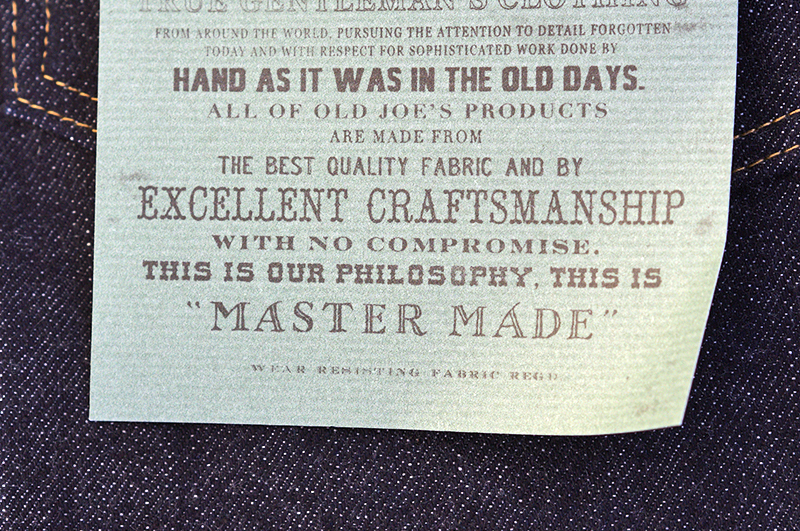 TRUE GENTLEMAN'S CLOTHING
FROM AROUND THE WORLD, PURSUING THE ATTENTION TO DETAIL FORGOTTEN
TODAY AND WITH RESPECT FOR SOPHISTICATED WORK DONE BY
HAND AS IT WAS IN THE OLD DAYS.
ALL OF OLD JOE'S PRODUCTS
ARE MADE FROM
THE BEST QUALITY FABRIC AND BY
EXCELLENT CRAFTSMANSHIP
WITH NO COMPROMISE.
THIS IS OUR PHILOSOPHY, THIS IS
"MASTER MADE"
WEAR RESISTING FABRIC REGD.